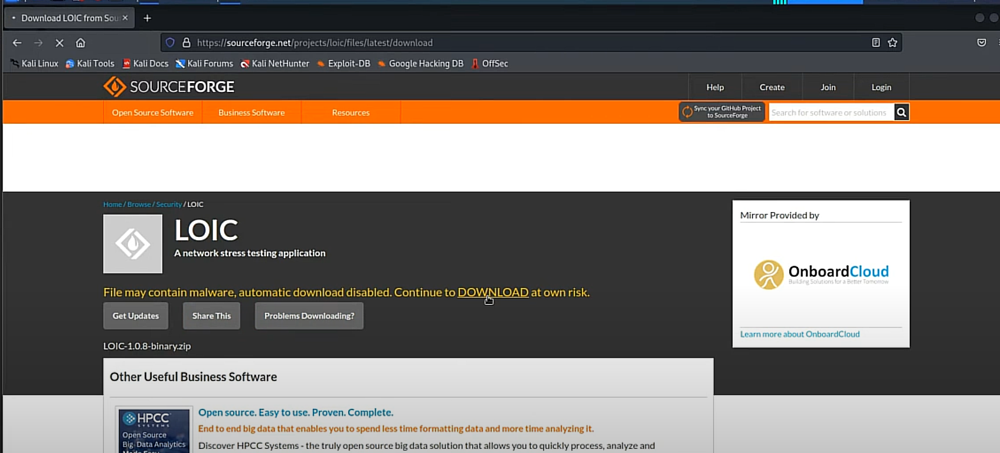 Download LOIC from Sou
https://sourceforge.net/projects/loic/files/latest/download
Kali Linux Kali Tools Kali Docs Kali Forums Kali NetHunter Exploit-DB Google Hacking DB OffSec
SOURCEFORGE
Help Create Join Login
Open Source Software Business Software Resources
Sync your GitHub Project
to SourceForge
Search for software or solutions
Home / Browse / Security / LOIC
LOIC
A network stress testing application
File may contain malware, automatic download disabled. Continue to DOWNLOAD at own risk.
Get Updates Share This Problems Downloading?
LOIC-1.0.8-binary.zip
Mirror Provided by
OnboardCloud
Building Solutions for a Better Tomorrow
Learn more about OnboardCloud
Other Useful Business Software
HPCC
SYSTEMS
Open Source
Big Data Analytics
Made Easy
Open source. Easy to use. Proven. Complete.
End to end big data that enables you to spend less time formatting data and more time analyzing it.
Discover HPCC Systems - the truly open source big data solution that allows you to quickly process, analyze and